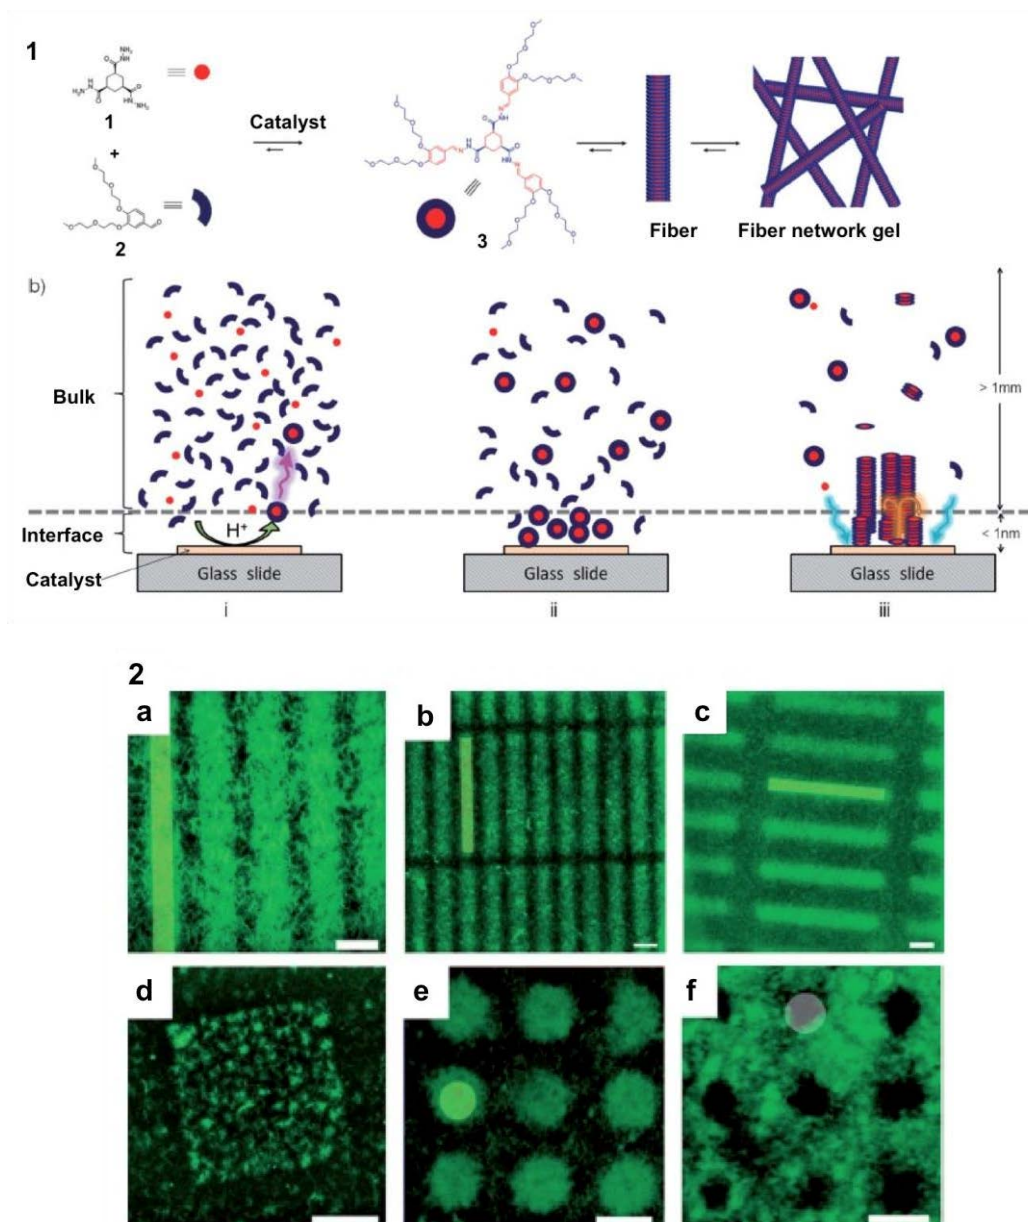 1
1
+
2
Catalyst
3
Fiber
Fiber network gel
b)
Bulk
Interface
Catalyst
H⁺
Glass slide
i
Glass slide
ii
Glass slide
iii
> 1mm
< 1nm
2
a
b
c
d
e
f